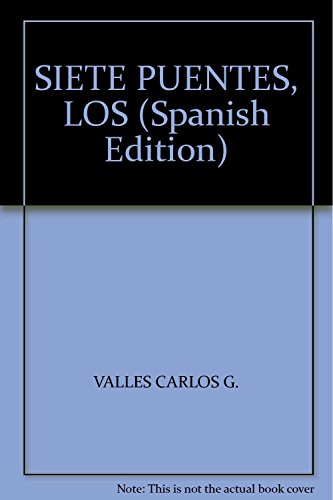 SIETE PUENTES,
LOS (Spanish
Edition)
VALLES CARLOS G.
Note: This is not the actual book cover